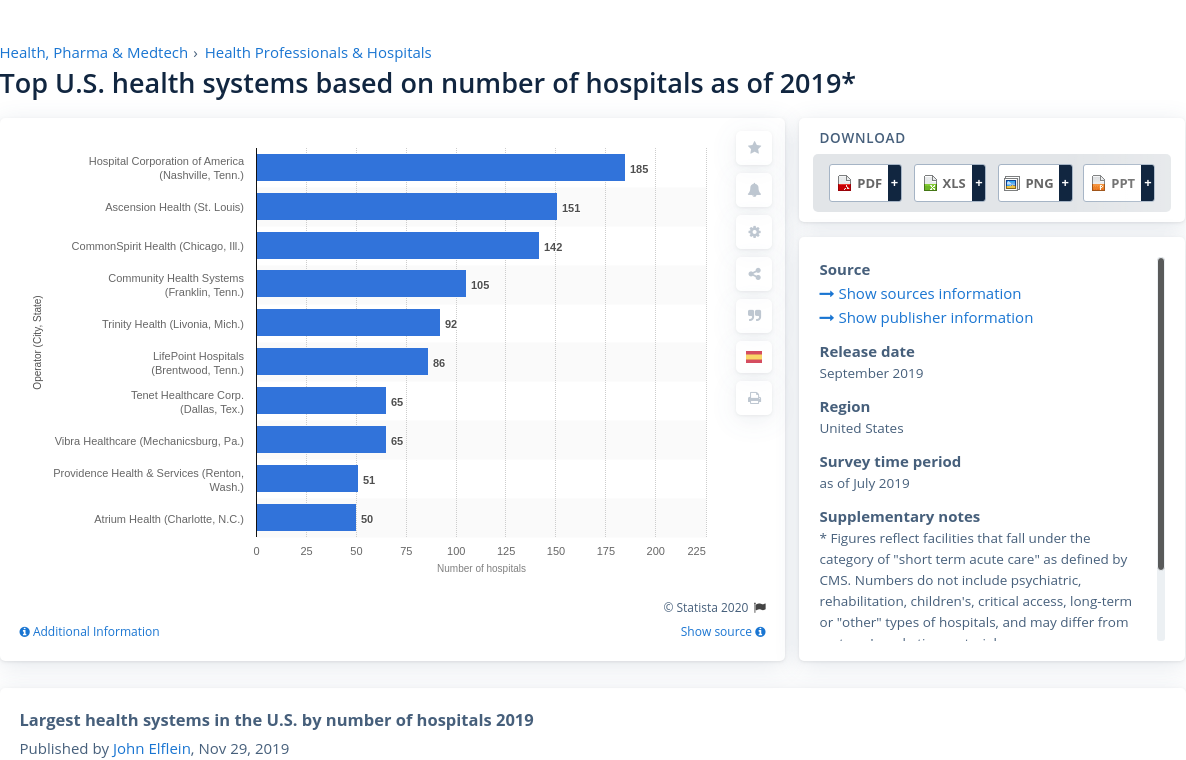 Health, Pharma & Medtech › Health Professionals & Hospitals
Top U.S. health systems based on number of hospitals as of 2019*
Operator (City, State)
Hospital Corporation of America
(Nashville, Tenn.)
185
Ascension Health (St. Louis)
151
CommonSpirit Health (Chicago, Ill.)
142
Community Health Systems
(Franklin, Tenn.)
105
Trinity Health (Livonia, Mich.)
92
LifePoint Hospitals
(Brentwood, Tenn.)
86
Tenet Healthcare Corp.
(Dallas, Tex.)
65
Vibra Healthcare (Mechanicsburg, Pa.)
65
Providence Health & Services (Renton,
Wash.)
51
Atrium Health (Charlotte, N.C.)
50
0 25 50 75 100 125 150 175 200 225
Number of hospitals
© Statista 2020
Additional Information
Show source
DOWNLOAD
PDF + XLS + PNG + PPT +
Source
Show sources information
Show publisher information
Release date
September 2019
Region
United States
Survey time period
as of July 2019
Supplementary notes
* Figures reflect facilities that fall under the
category of "short term acute care" as defined by
CMS. Numbers do not include psychiatric,
rehabilitation, children's, critical access, long-term
or "other" types of hospitals, and may differ from
Largest health systems in the U.S. by number of hospitals 2019
Published by John Elflein, Nov 29, 2019